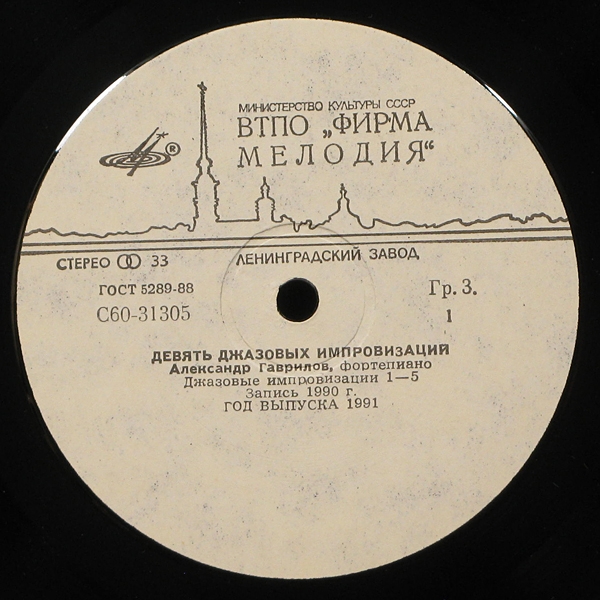 МИНИСТЕРСТВО КУЛЬТУРЫ СССР
ВТПО „ФИРМА
МЕЛОДИЯ“
®
СТЕРЕО 33
ЛЕНИНГРАДСКИЙ ЗАВОД
ГОСТ 5289-88
Гр. 3.
С60-31305
1
ДЕВЯТЬ ДЖАЗОВЫХ ИМПРОВИЗАЦИЙ
Александр Гаврилов, фортепиано
Джазовые импровизации 1—5
Запись 1990 г.
ГОД ВЫПУСКА 1991